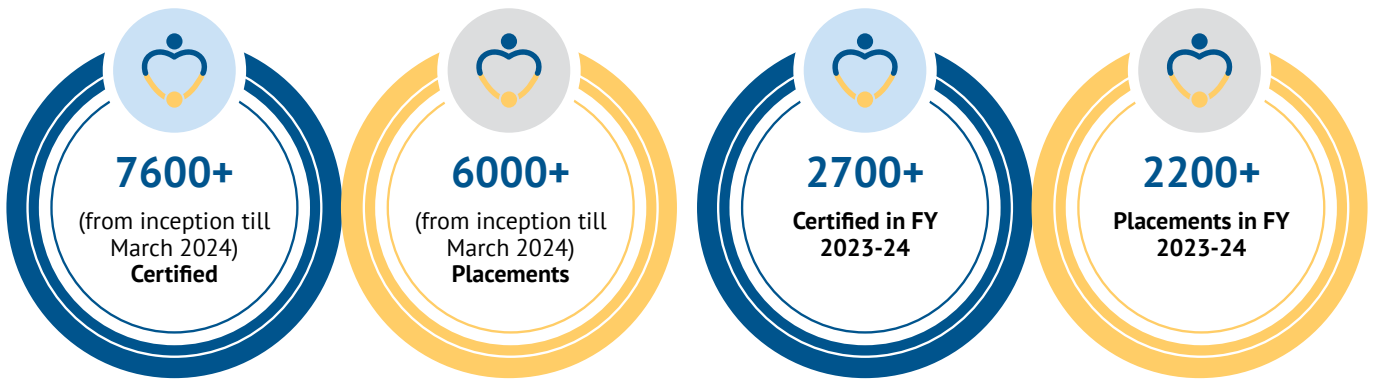 7600+
(from inception till
March 2024)
Certified
6000+
(from inception till
March 2024)
Placements
2700+
Certified in FY
2023-24
2200+
Placements in FY
2023-24